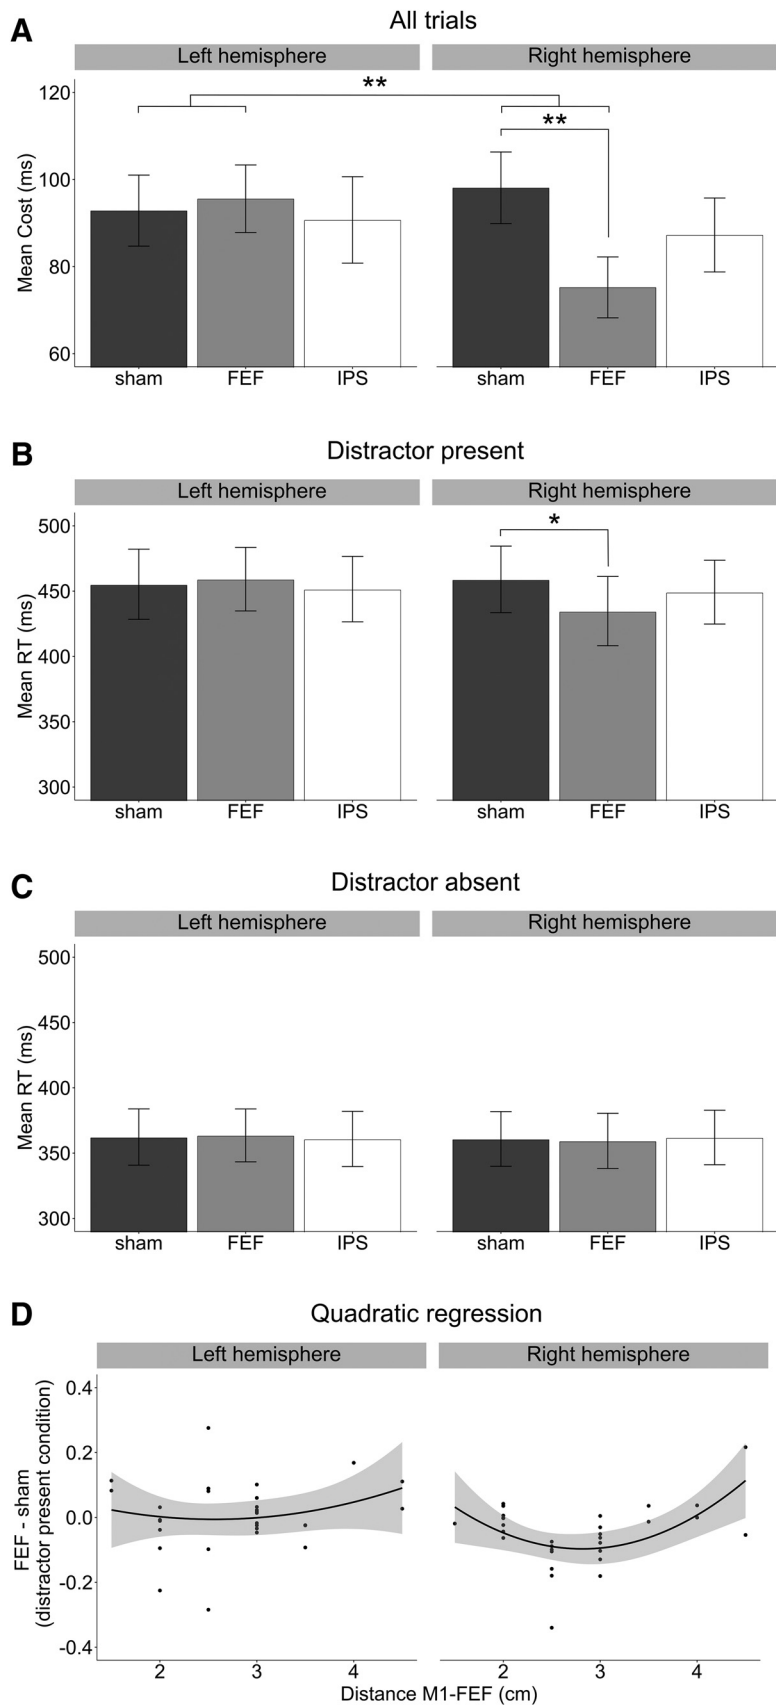 A
All trials
Left hemisphere
Right hemisphere
Mean Cost (ms)
120
100
80
60
**
**
sham
FEF
IPS
sham
FEF
IPS
B
Distractor present
Left hemisphere
Right hemisphere
Mean RT (ms)
500
450
400
350
300
*
sham
FEF
IPS
sham
FEF
IPS
C
Distractor absent
Left hemisphere
Right hemisphere
Mean RT (ms)
500
450
400
350
300
sham
FEF
IPS
sham
FEF
IPS
D
Quadratic regression
Left hemisphere
Right hemisphere
FEF - sham
(distractor present condition)
0.4
0.2
0.0
-0.2
-0.4
2
3
4
2
3
4
Distance M1-FEF (cm)